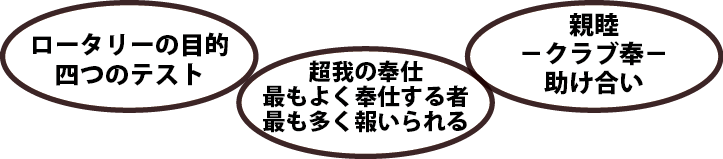 ロータリーの目的
四つのテスト
超我の奉仕
最もよく奉仕する者
最も多く報いられる
親睦
－クラブ奉－
助け合い